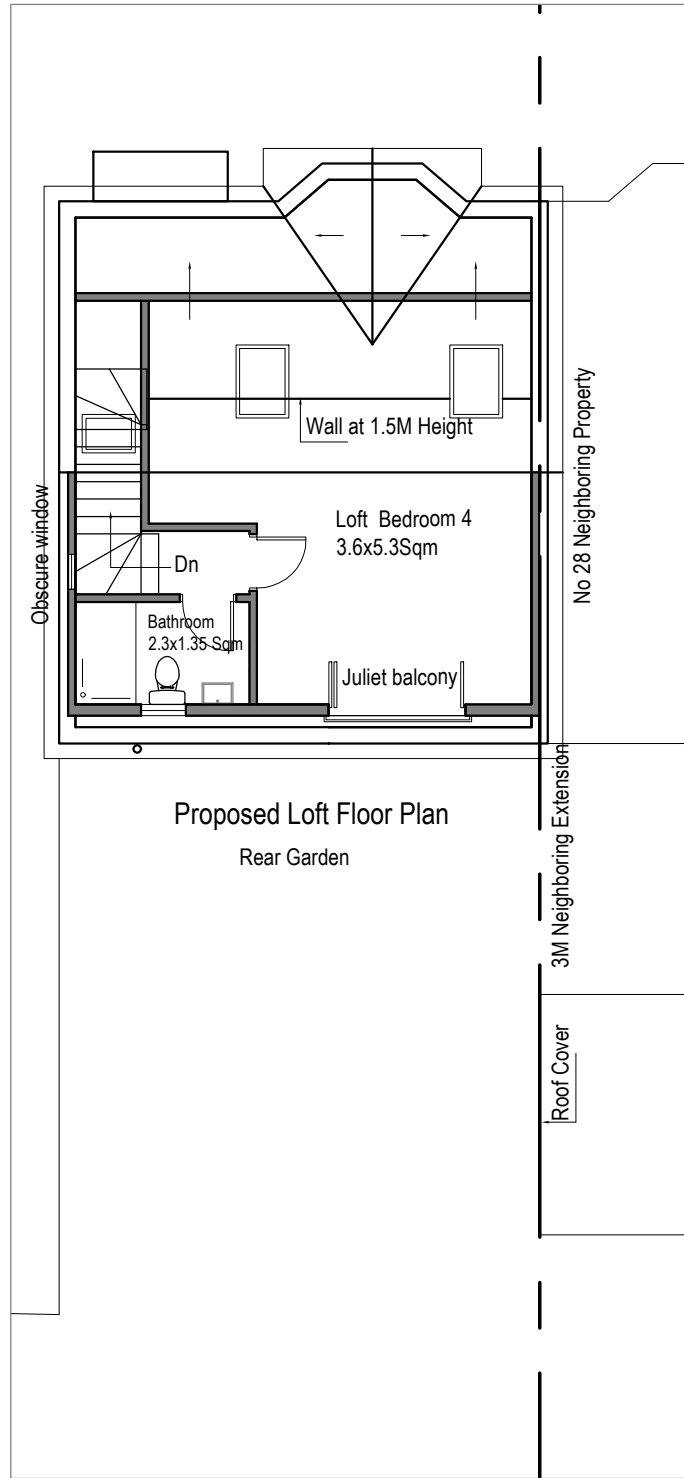 Wall at 1.5M Height
No 28 Neighboring Property
Obscure window
Loft Bedroom 4
3.6x5.3Sqm
Dn
Bathroom
2.3x1.35 Sqm
Juliet balcony
Proposed Loft Floor Plan
Rear Garden
3M Neighboring Extension
Roof Cover